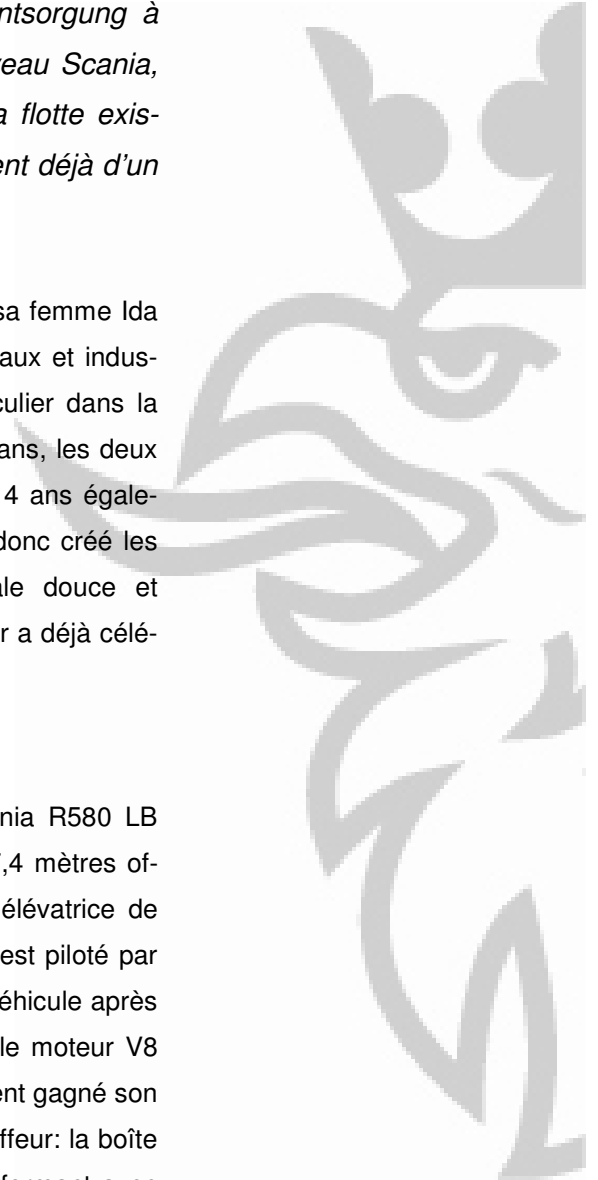 ntsorgung à
eau Scania,
a flotte exis-
ent déjà d'un
sa femme Ida
aux et indus-
culier dans la
ans, les deux
4 ans égale-
donc créé les
ale douce et
r a déjà célé-
nia R580 LB
7,4 mètres of-
élévatrice de
est piloté par
éhicule après
le moteur V8
ent gagné son
ffeur: la boîte